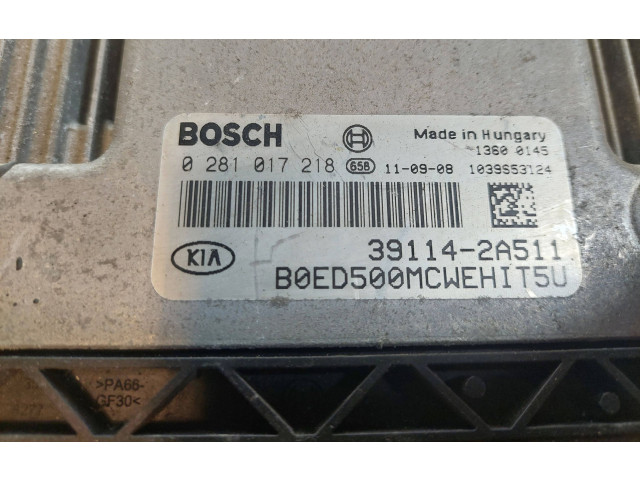 BOSCH Made in Hungary
1360 0145
0 281 017 218 65B 11-09-08 1039S53124
KIA 39114-2A511
B0ED500MCWEHIT5U
>PA66-
GF30<